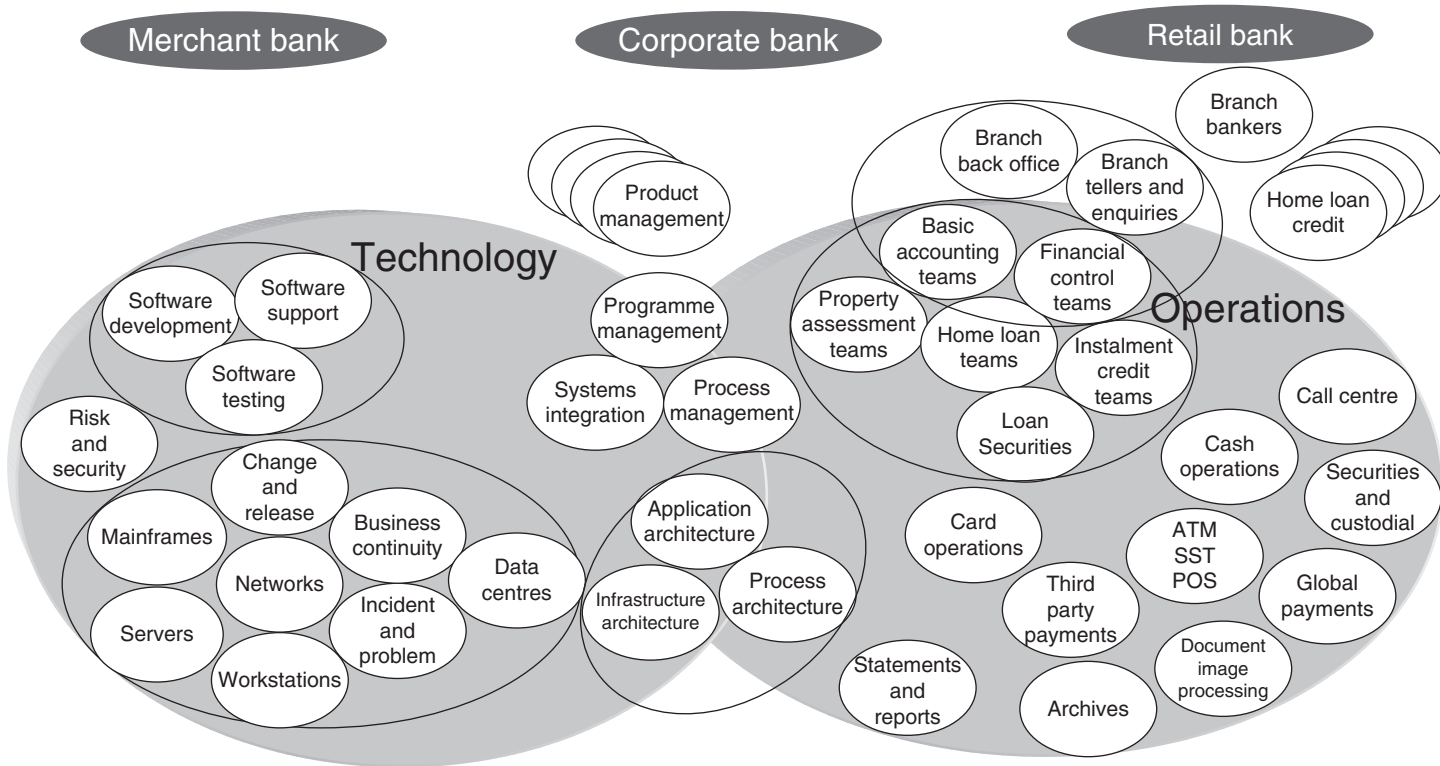 Merchant bank
Corporate bank
Retail bank
Branch
bankers
Branch
back office
Branch
tellers and
enquiries
Product
management
Home loan
credit
Technology
Operations
Basic
accounting
teams
Financial
control
teams
Software
development
Software
support
Software
testing
Programme
management
Property
assessment
teams
Home loan
teams
Instalment
credit
teams
Systems
integration
Process
management
Loan
Securities
Call centre
Risk
and
security
Cash
operations
Securities
and
custodial
Change
and
release
Mainframes
Business
continuity
Networks
Data
centres
Servers
Incident
and
problem
Workstations
Application
architecture
Infrastructure
architecture
Process
architecture
Card
operations
ATM
SST
POS
Third
party
payments
Global
payments
Statements
and
reports
Document
image
processing
Archives